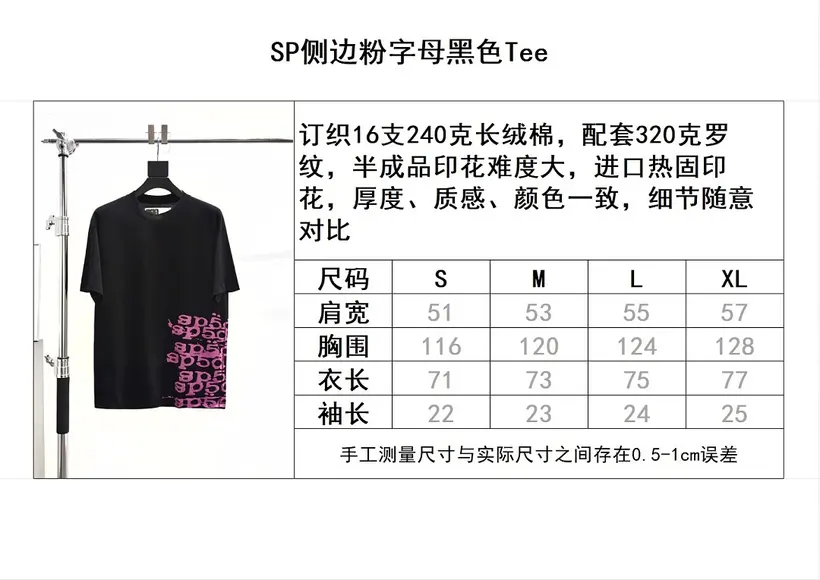 SP侧边粉字母黑色Tee
订织16支240克长绒棉，配套320克罗
纹，半成品印花难度大，进口热固印
花，厚度、质感、颜色一致，细节随意
对比
尺码 S M L XL
肩宽 51 53 55 57
胸围 116 120 124 128
衣长 71 73 75 77
袖长 22 23 24 25
手工测量尺寸与实际尺寸之间存在0.5-1cm误差